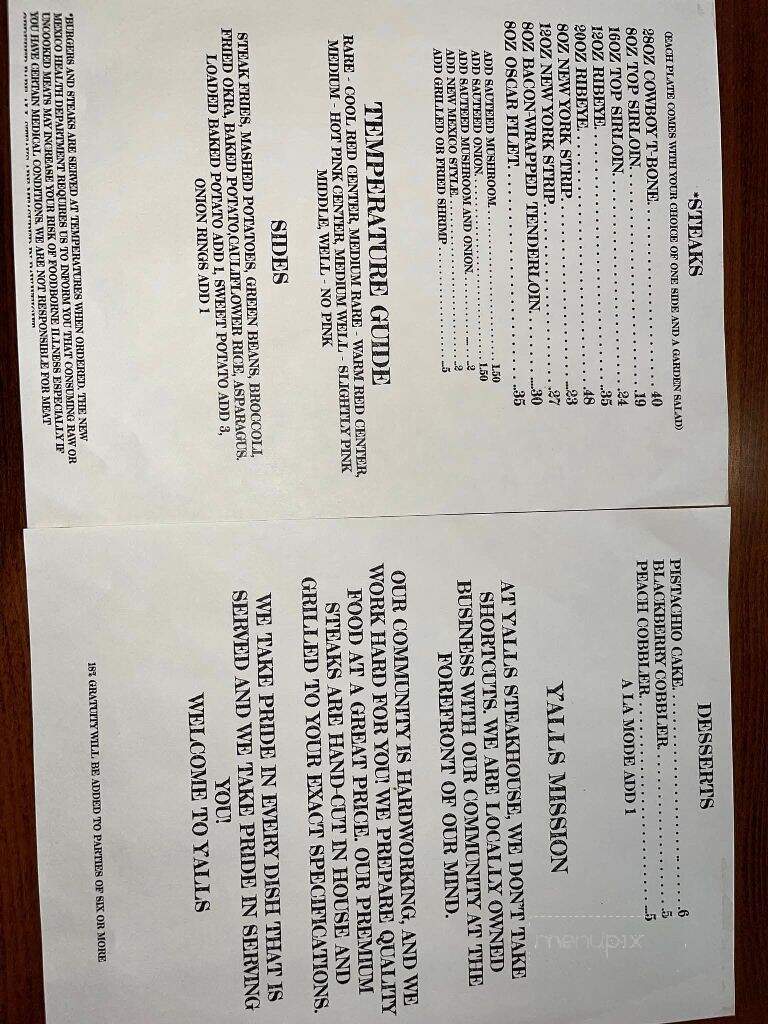 *STEAKS
(EACH PLATE COMES WITH YOUR CHOICE OF ONE SIDE AND A GARDEN SALAD)
28OZ COWBOY T-BONE. 40
8OZ TOP SIRLOIN. 19
16OZ TOP SIRLOIN. 24
12OZ RIBEYE. 35
20OZ RIBEYE. 48
8OZ NEW YORK STRIP 23
12OZ NEW YORK STRIP. 27
8OZ BACON-WRAPPED TENDERLOIN. 30
8OZ OSCAR FILET. 35
ADD SAUTEED MUSHROOM. 1.50
ADD SAUTEED ONION. 1.50
ADD SAUTEED MUSHROOM AND ONION. 2
ADD NEW MEXICO STYLE. 2
ADD GRILLED OR FRIED SHRIMP 5
TEMPERATURE GUIDE
RARE - COOL RED CENTER, MEDIUM RARE - WARM RED CENTER,
MEDIUM - HOT PINK CENTER, MEDIUM WELL - SLIGHTLY PINK
MIDDLE, WELL - NO PINK
SIDES
STEAK FRIES, MASHED POTATOES, GREEN BEANS, BROCCOLI,
FRIED OKRA, BAKED POTATO, CAULIFLOWER RICE, ASPARAGUS.
LOADED BAKED POTATO ADD 1, SWEET POTATO ADD 3,
ONION RINGS ADD 1
*BURGERS AND STEAKS ARE SERVED AT TEMPERATURES WHEN ORDERED. THE NEW
MEXICO HEALTH DEPARTMENT REQUIRES US TO INFORM YOU THAT CONSUMING RAW OR
UNCOOKED MEATS MAY INCREASE YOUR RISK OF FOODBORNE ILLNESS ESPECIALLY IF
YOU HAVE CERTAIN MEDICAL CONDITIONS. WE ARE NOT RESPONSIBLE FOR MEAT
DESSERTS
PISTACHIO CAKE. 6
BLACKBERRY COBBLER 5
PEACH COBBLER. 5
A LA MODE ADD 1
Y'ALLS MISSION
AT Y'ALLS STEAKHOUSE, WE DON'T TAKE
SHORTCUTS. WE ARE LOCALLY OWNED
BUSINESS WITH OUR COMMUNITY AT THE
FOREFRONT OF OUR MIND.
OUR COMMUNITY IS HARDWORKING, AND WE
WORK HARD FOR YOU! WE PREPARE QUALITY
FOOD AT A GREAT PRICE. OUR PREMIUM
STEAKS ARE HAND-CUT IN HOUSE AND
GRILLED TO YOUR EXACT SPECIFICATIONS.
WE TAKE PRIDE IN EVERY DISH THAT IS
SERVED AND WE TAKE PRIDE IN SERVING
YOU!
WELCOME TO Y'ALLS
18% GRATUITY WILL BE ADDED TO PARTIES OF SIX OR MORE
menupix